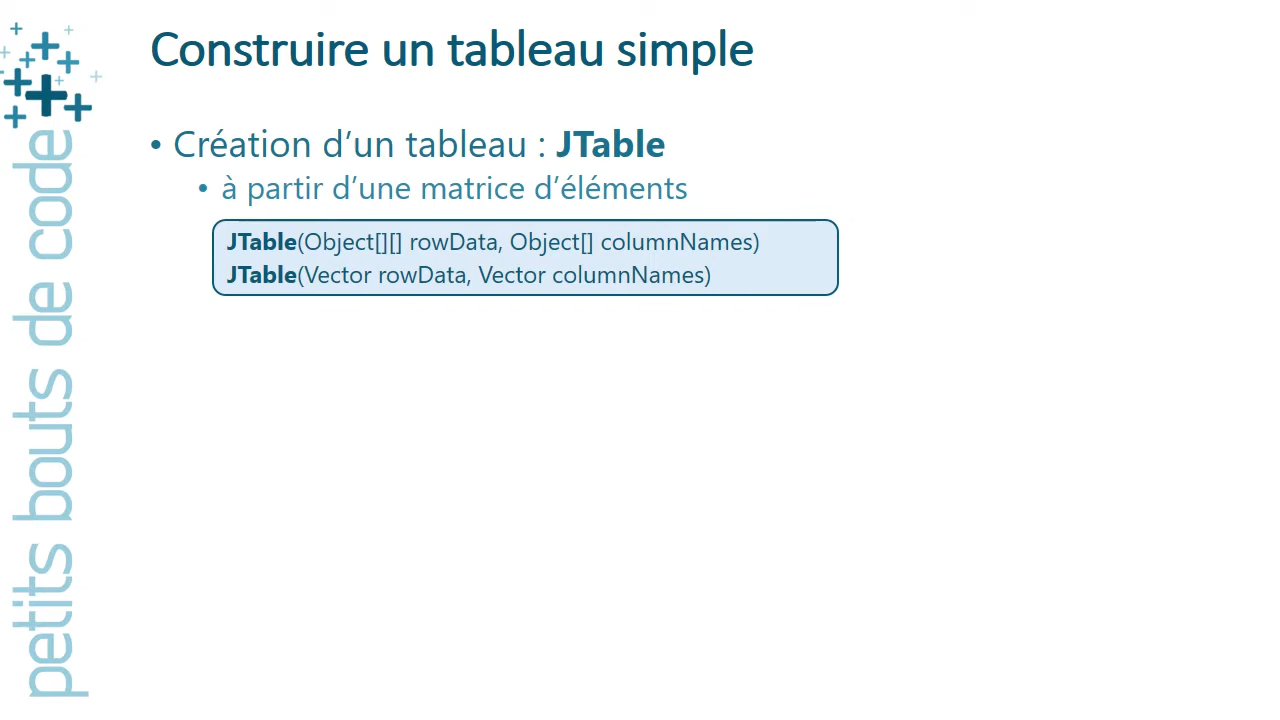 Construire un tableau simple
• Création d’un tableau : JTable
• à partir d’une matrice d’éléments
JTable(Object[][] rowData, Object[] columnNames)
JTable(Vector rowData, Vector columnNames)
petits bouts de code